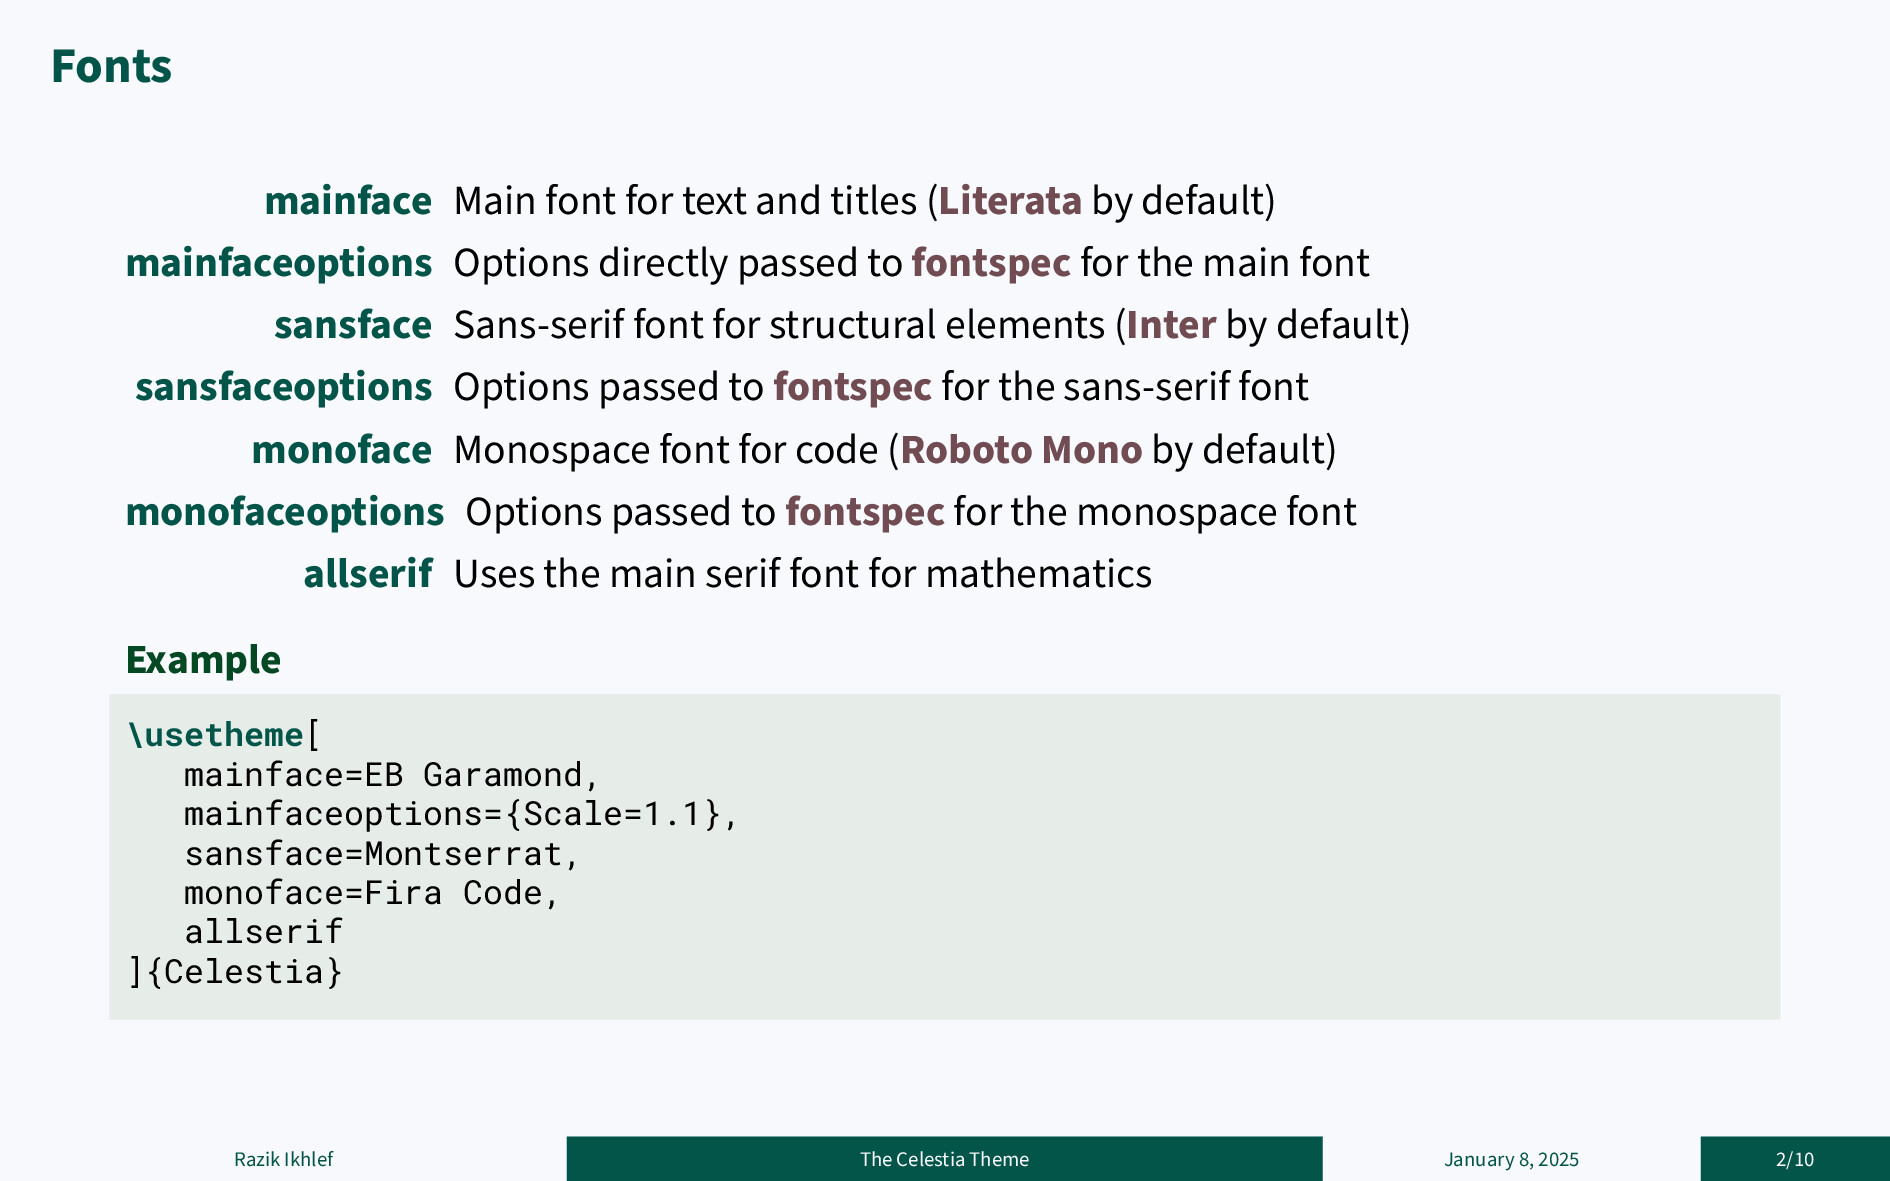 Fonts
mainface Main font for text and titles (Literata by default)
mainfaceoptions Options directly passed to fontspec for the main font
sansface Sans-serif font for structural elements (Inter by default)
sansfaceoptions Options passed to fontspec for the sans-serif font
monoface Monospace font for code (Roboto Mono by default)
monofaceoptions Options passed to fontspec for the monospace font
allserif Uses the main serif font for mathematics
Example
\usetheme[
   mainface=EB Garamond,
   mainfaceoptions={Scale=1.1},
   sansface=Montserrat,
   monoface=Fira Code,
   allserif
]{Celestia}
Razik Ikhlef The Celestia Theme January 8, 2025 2/10